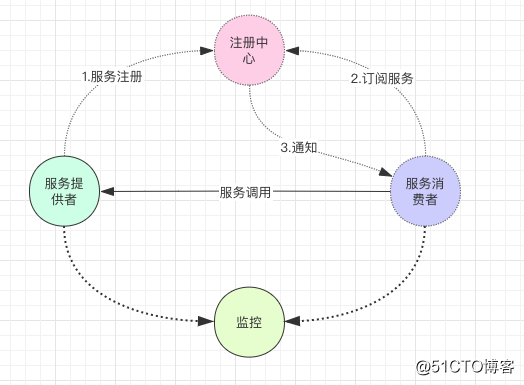 注册中
心
1.服务注册
2.订阅服务
3.通知
服务提
供者
服务调用
服务消
费者
监控
@51CTO博客